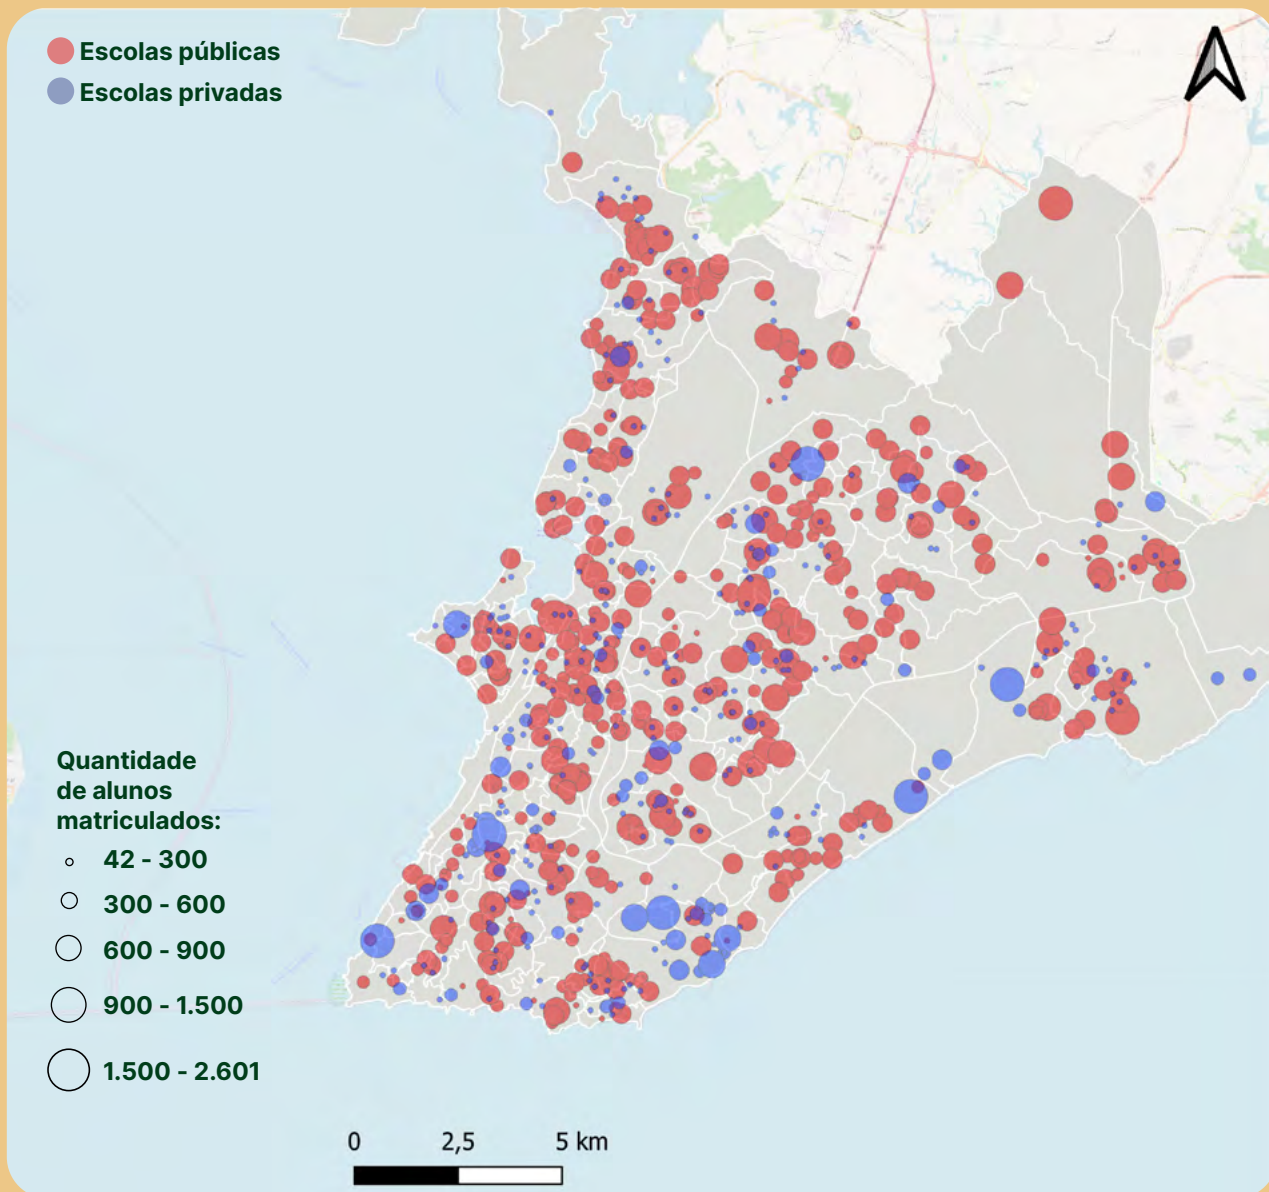 Escolas públicas
Escolas privadas
Quantidade
de alunos
matriculados:
42 - 300
300 - 600
600 - 900
900 - 1.500
1.500 - 2.601
0 2,5 5 km